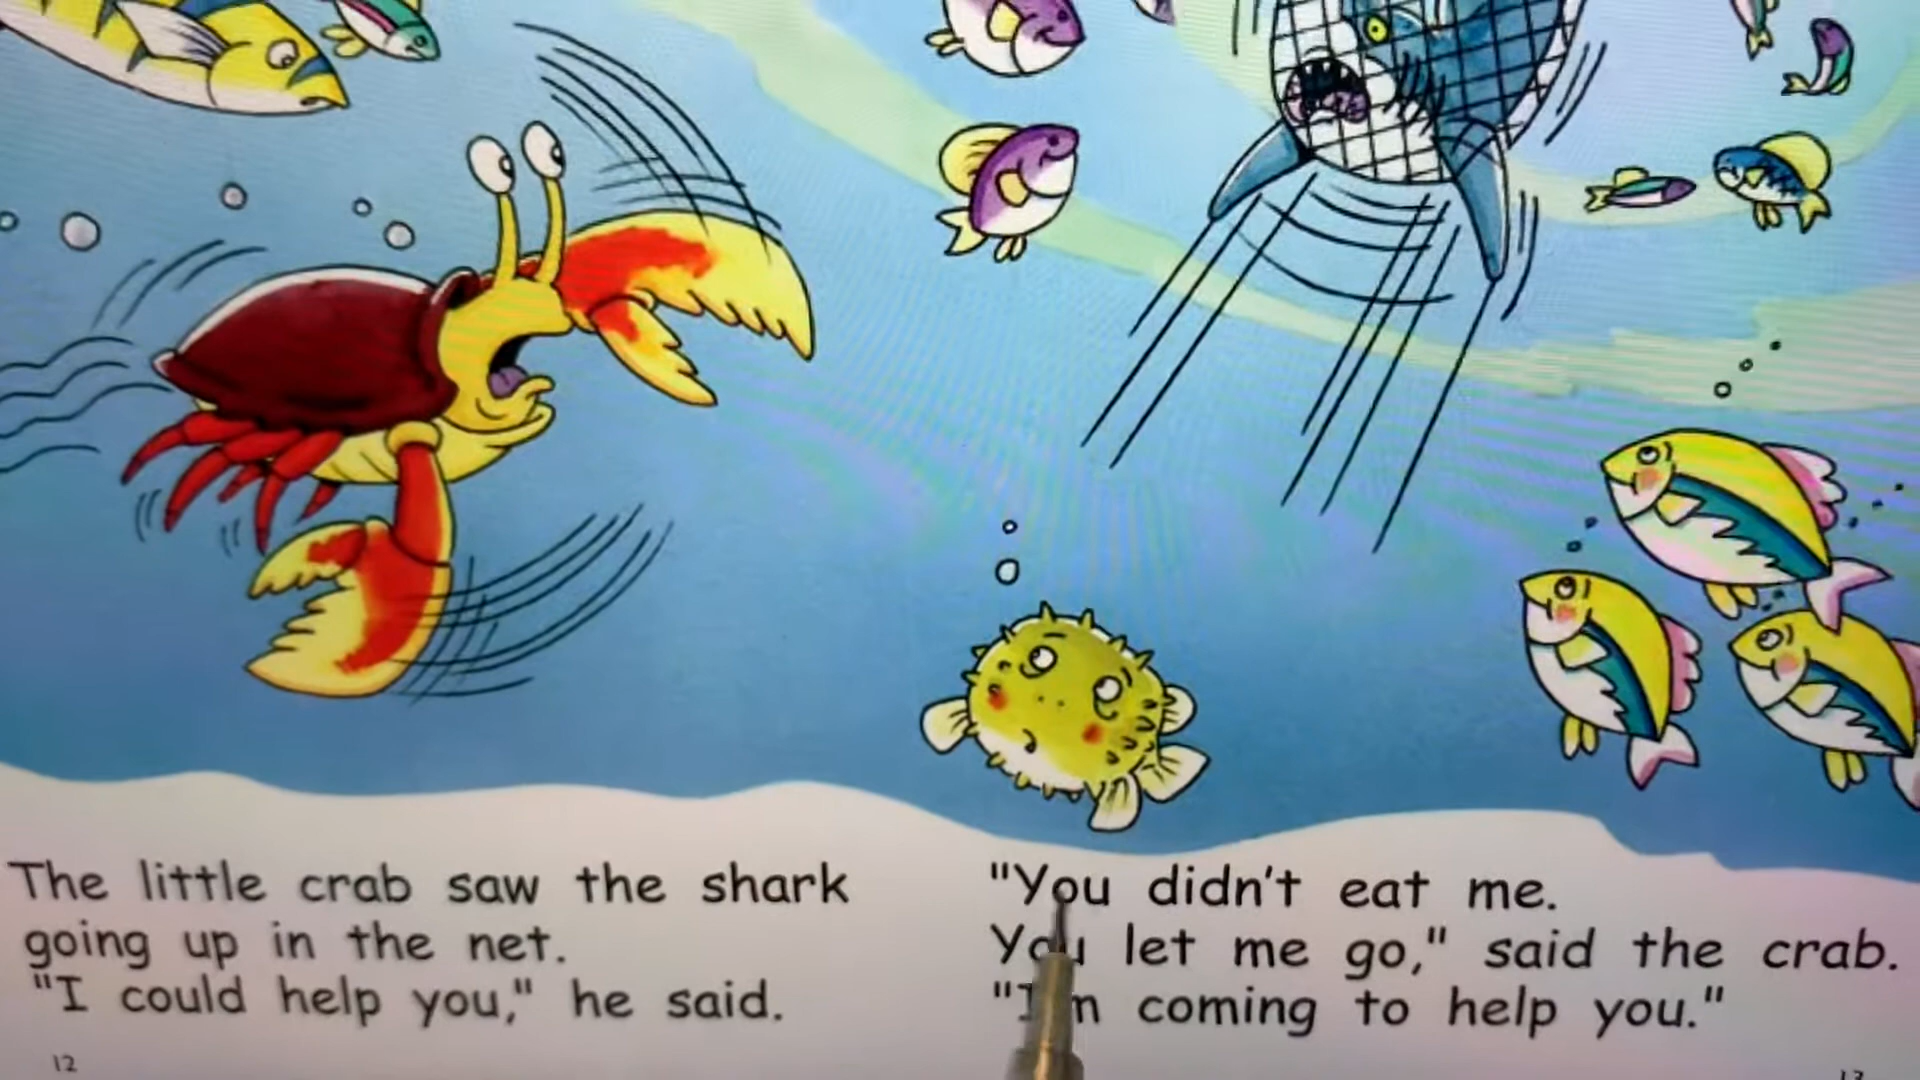 The little crab saw the shark
going up in the net.
"I could help you," he said.
12
"You didn't eat me.
You let me go," said the crab.
"I'm coming to help you."
13